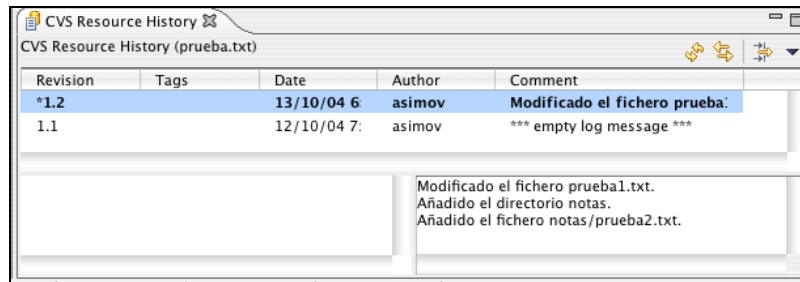 CVS Resource History
CVS Resource History (prueba.txt)
Revision Tags Date Author Comment
*1.2 13/10/04 6: asimov Modificado el fichero prueba
1.1 12/10/04 7: asimov *** empty log message ***
Modificado el fichero prueba1.txt.
Añadido el directorio notas.
Añadido el fichero notas/prueba2.txt.